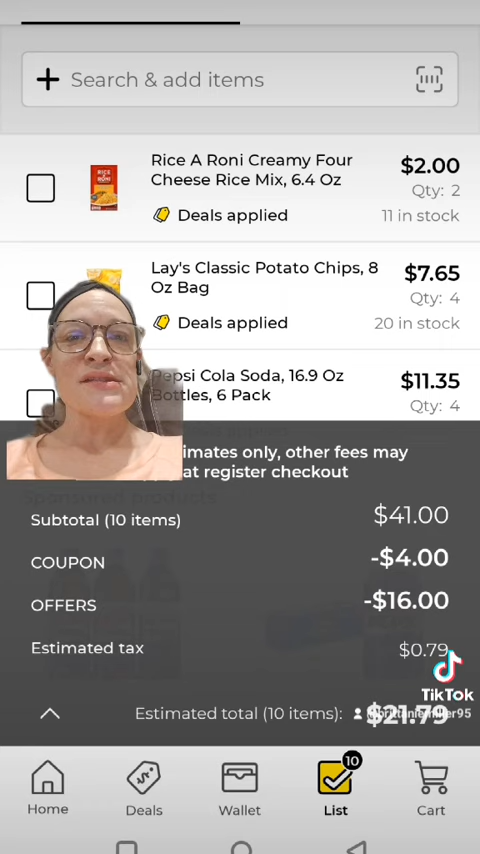 Search & add items
Rice A Roni Creamy Four
Cheese Rice Mix, 6.4 Oz
$2.00
Qty: 2
Deals applied
11 in stock
Lay's Classic Potato Chips, 8
Oz Bag
$7.65
Qty: 4
Deals applied
20 in stock
Pepsi Cola Soda, 16.9 Oz
Bottles, 6 Pack
$11.35
Qty: 4
imates only, other fees may
at register checkout
Sponsored products
Subtotal (10 items) $41.00
COUPON -$4.00
OFFERS -$16.00
Estimated tax $0.79
TikTok
Estimated total (10 items): $21.79
10
Home Deals Wallet List Cart